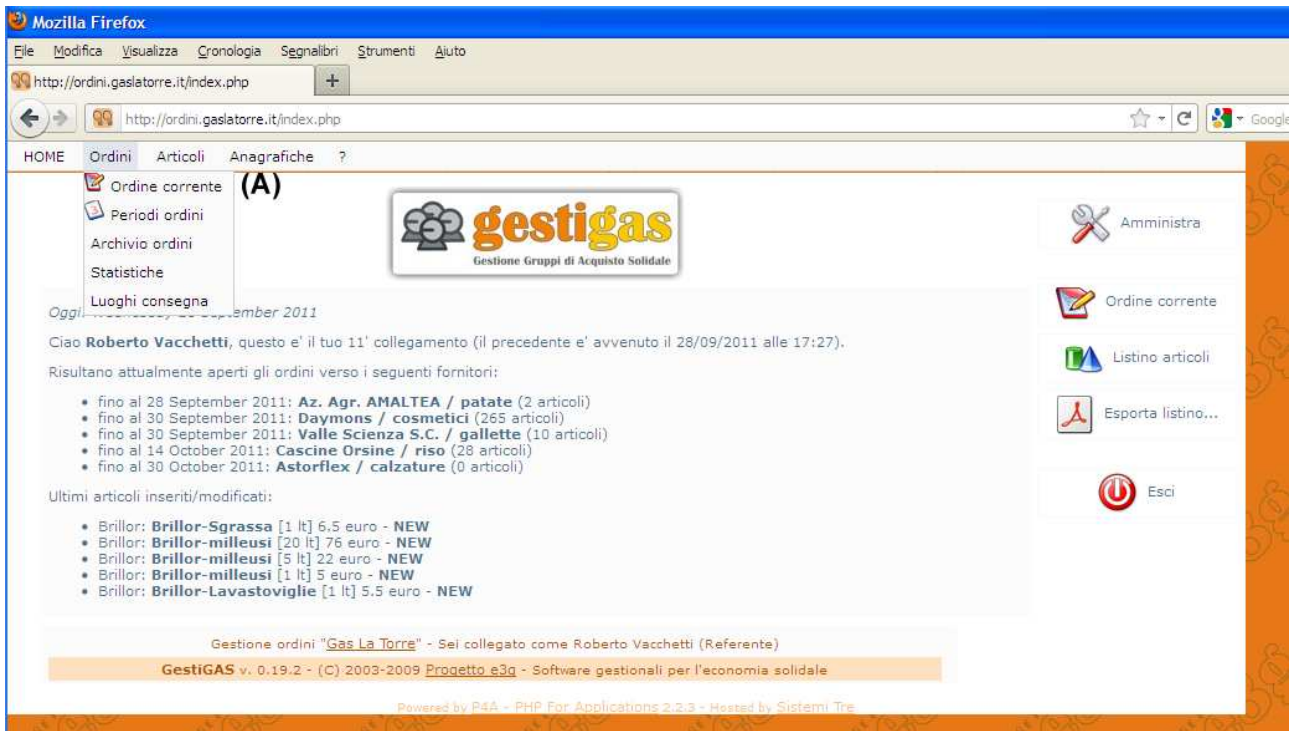 Mozilla Firefox
File Modifica Visualizza Cronologia Segnalibri Strumenti Aiuto
http://ordini.gaslatorre.it/index.php +
http://ordini.gaslatorre.it/index.php Google
HOME Ordini Articoli Anagrafiche ?
Ordine corrente (A)
Periodi ordini
Archivio ordini
Statistiche
Luoghi consegna
gestigas
Gestione Gruppi di Acquisto Solidale
Amministra
Ordine corrente
Listino articoli
Esporta listino...
Esci
Oggi: 2011
Ciao Roberto Vacchetti, questo e' il tuo 11' collegamento (il precedente e' avvenuto il 28/09/2011 alle 17:27).
Risultano attualmente aperti gli ordini verso i seguenti fornitori:
• fino al 28 September 2011: Az. Agr. AMALTEA / patate (2 articoli)
• fino al 30 September 2011: Daymons / cosmetici (265 articoli)
• fino al 30 September 2011: Valle Scienza S.C. / gallette (10 articoli)
• fino al 14 October 2011: Cascine Orsine / riso (28 articoli)
• fino al 30 October 2011: Astorflex / calzature (0 articoli)
Ultimi articoli inseriti/modificati:
• Brillor: Brillor-Sgrassa [1 lt] 6.5 euro - NEW
• Brillor: Brillor-milleusi [20 lt] 76 euro - NEW
• Brillor: Brillor-milleusi [5 lt] 22 euro - NEW
• Brillor: Brillor-milleusi [1 lt] 5 euro - NEW
• Brillor: Brillor-Lavastoviglie [1 lt] 5.5 euro - NEW
Gestione ordini "Gas La Torre" - Sei collegato come Roberto Vacchetti (Referente)
GestiGAS v. 0.19.2 - (C) 2003-2009 Progetto e3g - Software gestionali per l'economia solidale
Powered by P4A - PHP For Applications 2.2.3 - Hosted by Sistemi Tre